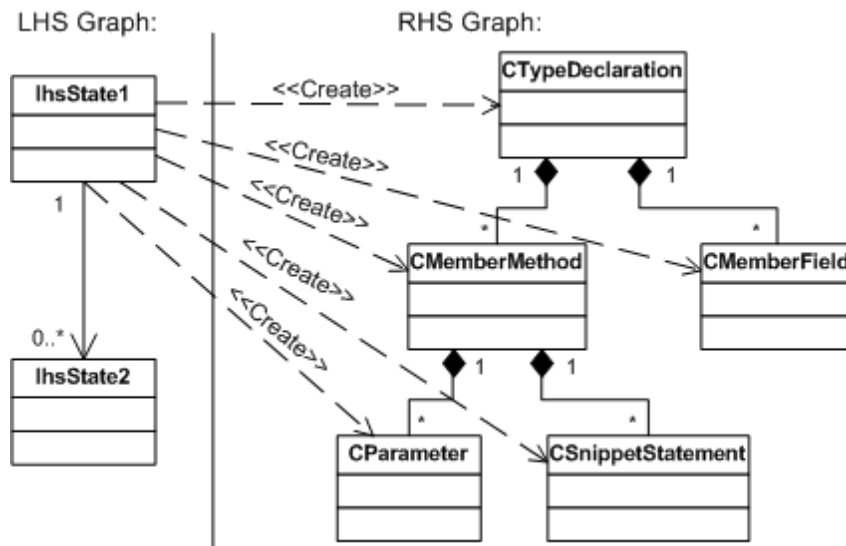 LHS Graph:
RHS Graph:
lhsState1
CTypeDeclaration
<<Create>>
<<Create>>
<<Create>>
<<Create>>
<<Create>>
1
1
1
*
*
CMemberMethod
CMemberField
0..*
lhsState2
1
1
*
*
CParameter
CSnippetStatement